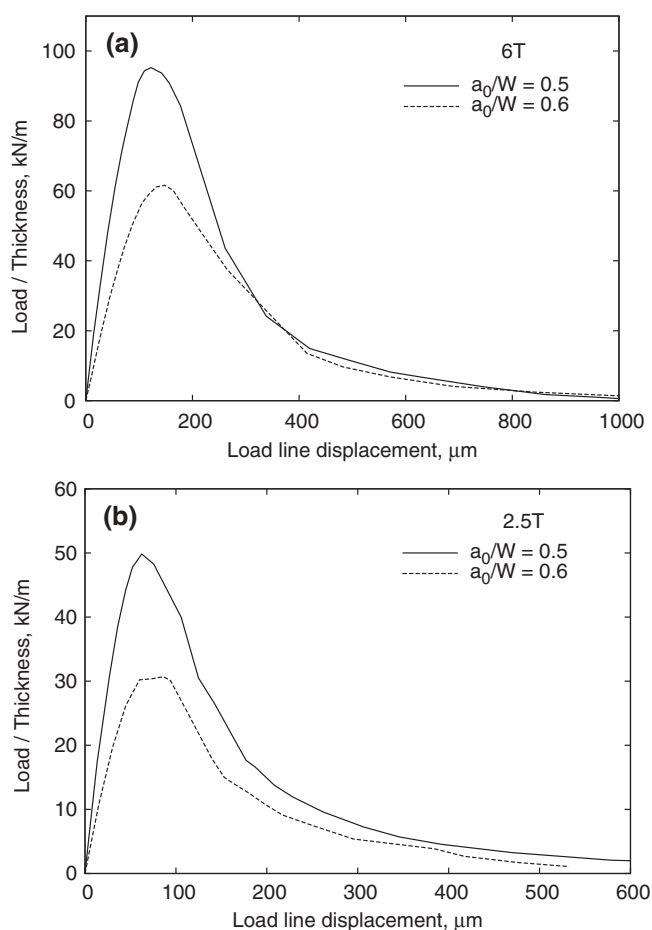 (a)
6T
a0/W = 0.5
a0/W = 0.6
Load / Thickness, kN/m
100
80
60
40
20
0
0 200 400 600 800 1000
Load line displacement, μm
(b)
2.5T
a0/W = 0.5
a0/W = 0.6
Load / Thickness, kN/m
60
50
40
30
20
10
0
0 100 200 300 400 500 600
Load line displacement, μm